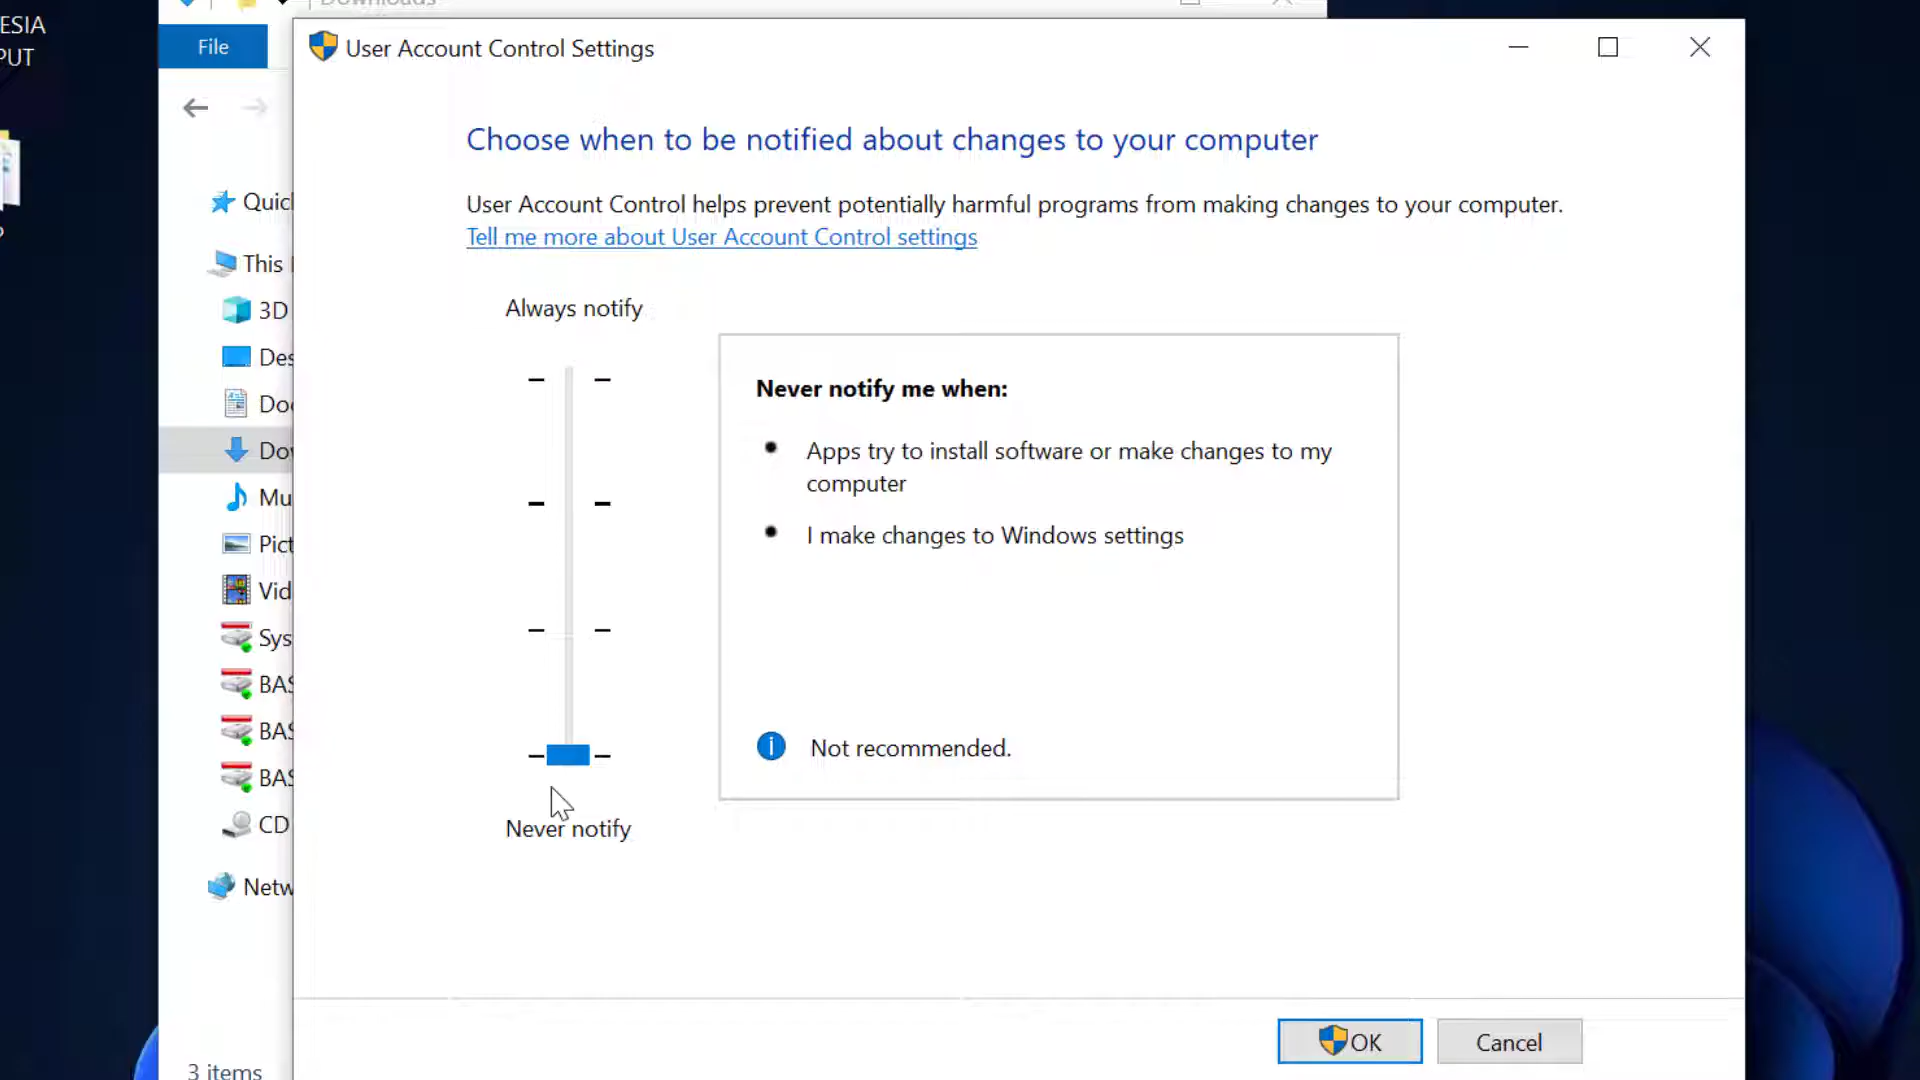 ESIA
PUT
Downloads
File
User Account Control Settings
Choose when to be notified about changes to your computer
User Account Control helps prevent potentially harmful programs from making changes to your computer.
Tell me more about User Account Control settings
Quic
This
3D
Des
Doc
Dov
Mu
Pict
Vid
Sys
BAS
BAS
BAS
CD
Netw
Always notify
Never notify me when:
Apps try to install software or make changes to my
computer
I make changes to Windows settings
Not recommended.
Never notify
OK
Cancel
3 items